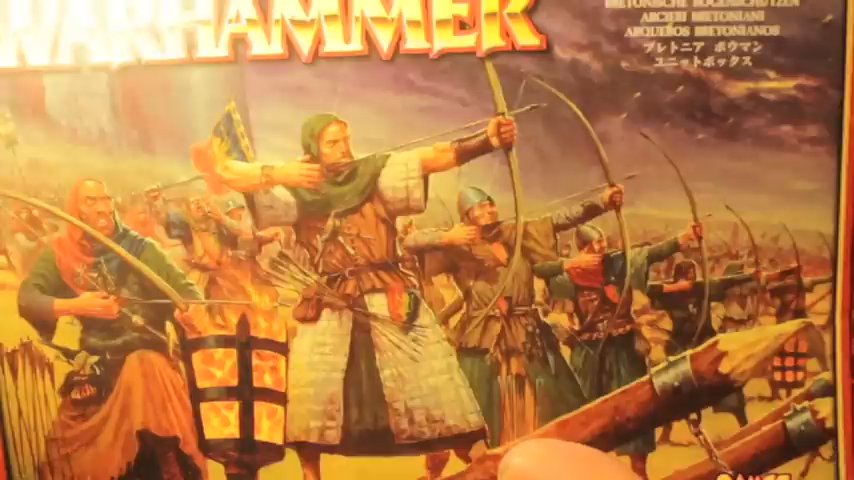 WARHAMMER
BRETONISCHE BOGENSCHÜTZEN
ARCIERI BRETONIANI
ARQUEROS BRETONIANOS
ブレトニア ボウマン
ユニットボックス